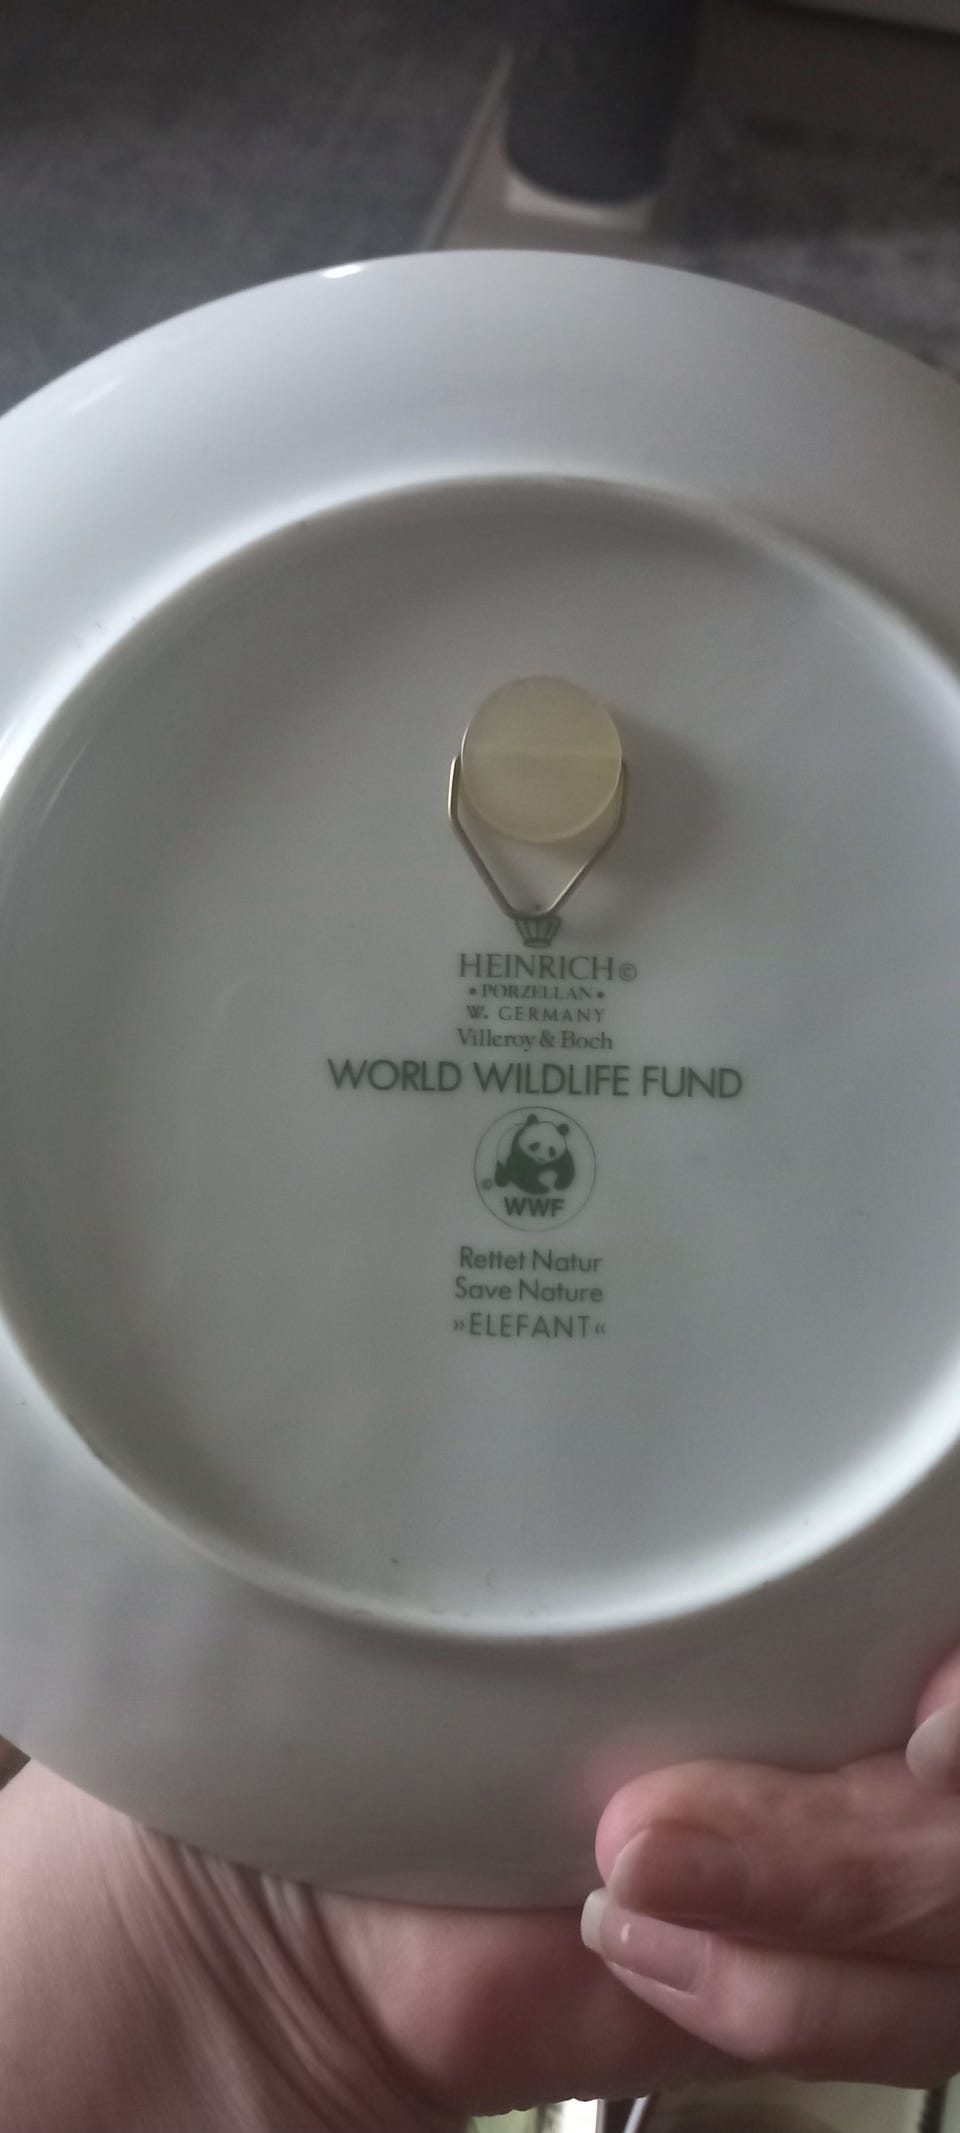 HEINRICH©
• PORZELLAN •
W. GERMANY
Villeroy & Boch
WORLD WILDLIFE FUND
©
WWF
Rettet Natur
Save Nature
»ELEFANT«